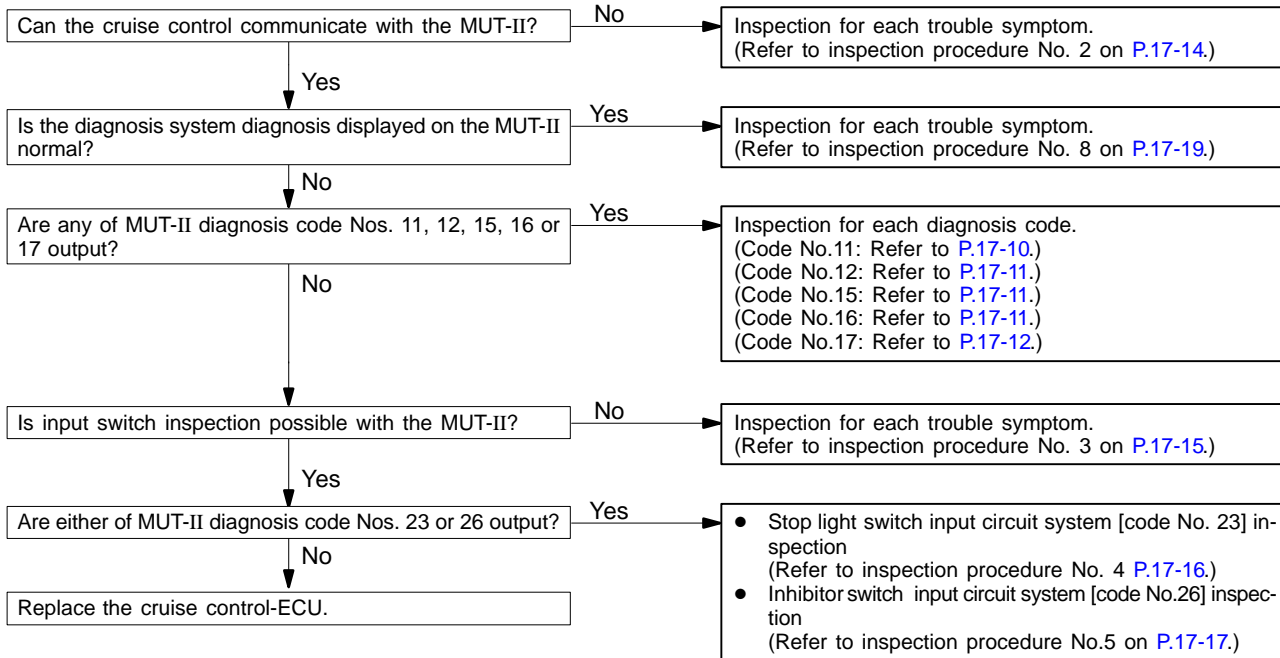 Can the cruise control communicate with the MUT-II?
No
Inspection for each trouble symptom.
(Refer to inspection procedure No. 2 on P.17-14.)
Yes
Is the diagnosis system diagnosis displayed on the MUT-II
normal?
Yes
Inspection for each trouble symptom.
(Refer to inspection procedure No. 8 on P.17-19.)
No
Are any of MUT-II diagnosis code Nos. 11, 12, 15, 16 or
17 output?
Yes
Inspection for each diagnosis code.
(Code No.11: Refer to P.17-10.)
(Code No.12: Refer to P.17-11.)
(Code No.15: Refer to P.17-11.)
(Code No.16: Refer to P.17-11.)
(Code No.17: Refer to P.17-12.)
No
Is input switch inspection possible with the MUT-II?
No
Inspection for each trouble symptom.
(Refer to inspection procedure No. 3 on P.17-15.)
Yes
Are either of MUT-II diagnosis code Nos. 23 or 26 output?
Yes
● Stop light switch input circuit system [code No. 23] in-
spection
(Refer to inspection procedure No. 4 P.17-16.)
● Inhibitor switch input circuit system [code No.26] inspec-
tion
(Refer to inspection procedure No.5 on P.17-17.)
No
Replace the cruise control-ECU.